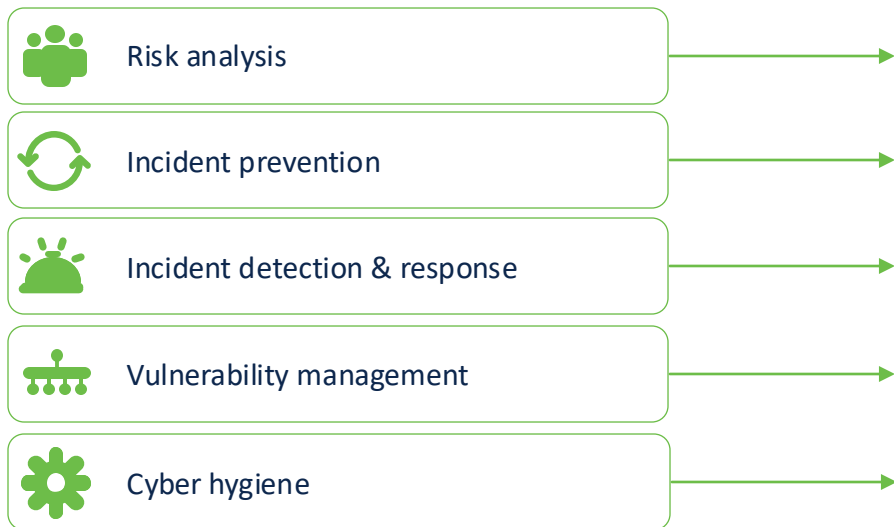 Risk analysis
Incident prevention
Incident detection & response
Vulnerability management
Cyber hygiene